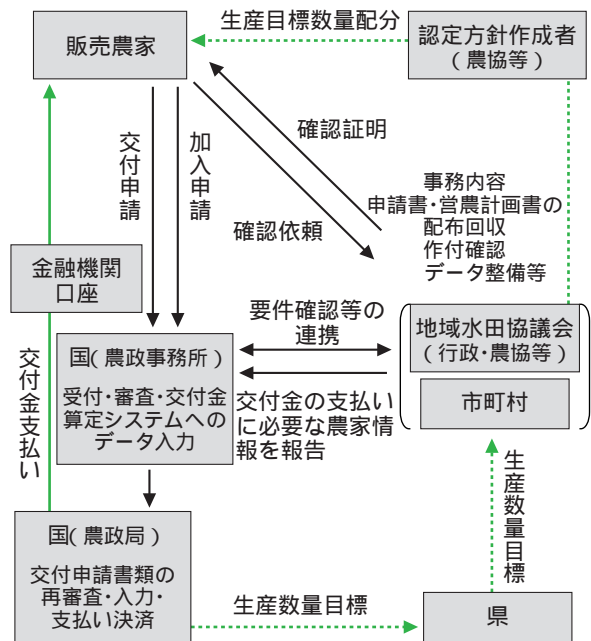 生産目標数量配分
販売農家
認定方針作成者
(農協等)
確認証明
交付申請
加入申請
確認依頼
事務内容
申請書・営農計画書の
配布回収
作付確認
データ整備等
金融機関
口座
要件確認等の
連携
地域水田協議会
(行政・農協等)
国(農政事務所)
受付・審査・交付金
算定システムへの
データ入力
交付金の支払い
に必要な農家情
報を報告
市町村
交付金支払い
生産数量目標
国(農政局)
交付申請書類の
再審査・入力・
支払い決済
生産数量目標
県